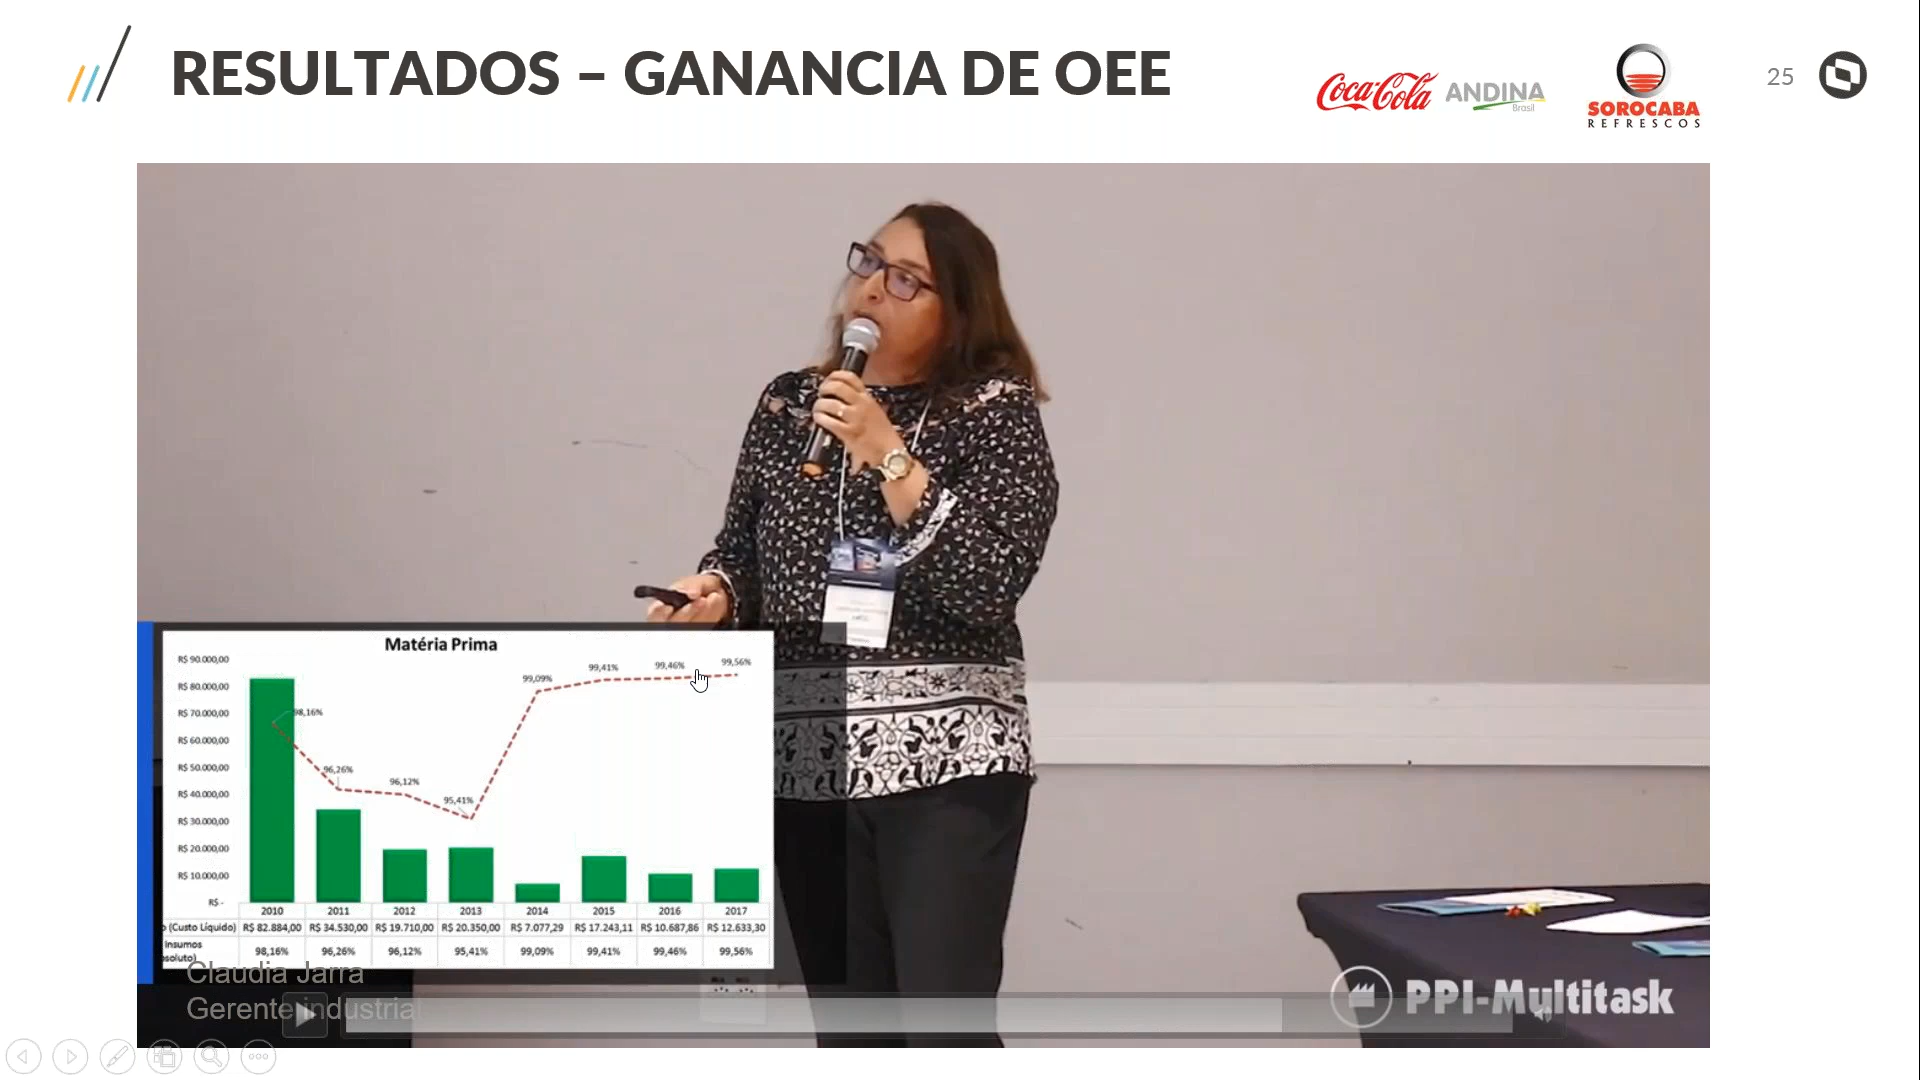 RESULTADOS – GANANCIA DE OEE
Coca-Cola ANDINA
Brasil
SOROCABA
REFRESCOS
25
Matéria Prima
R$ 90.000,00
R$ 80.000,00
R$ 70.000,00
R$ 60.000,00
R$ 50.000,00
R$ 40.000,00
R$ 30.000,00
R$ 20.000,00
R$ 10.000,00
R$ -
98,16%
96,26%
96,12%
95,41%
99,09%
99,41%
99,46%
99,56%
2010 2011 2012 2013 2014 2015 2016 2017
(Custo Líquido) R$ 82.884,00 R$ 34.530,00 R$ 19.710,00 R$ 20.350,00 R$ 7.077,29 R$ 17.243,11 R$ 10.687,86 R$ 12.633,30
Insumos
soluto) 98,16% 96,26% 96,12% 95,41% 99,09% 99,41% 99,46% 99,56%
Claudia Jarra
Gerente industrial
PPI-Multitask